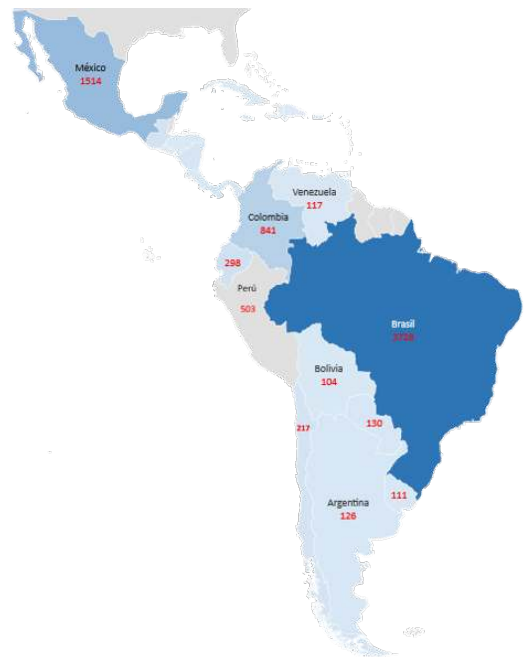 México
1514
Venezuela
117
Colombia
841
298
Perú
503
Brasil
Bolivia
104
217
130
111
Argentina
126